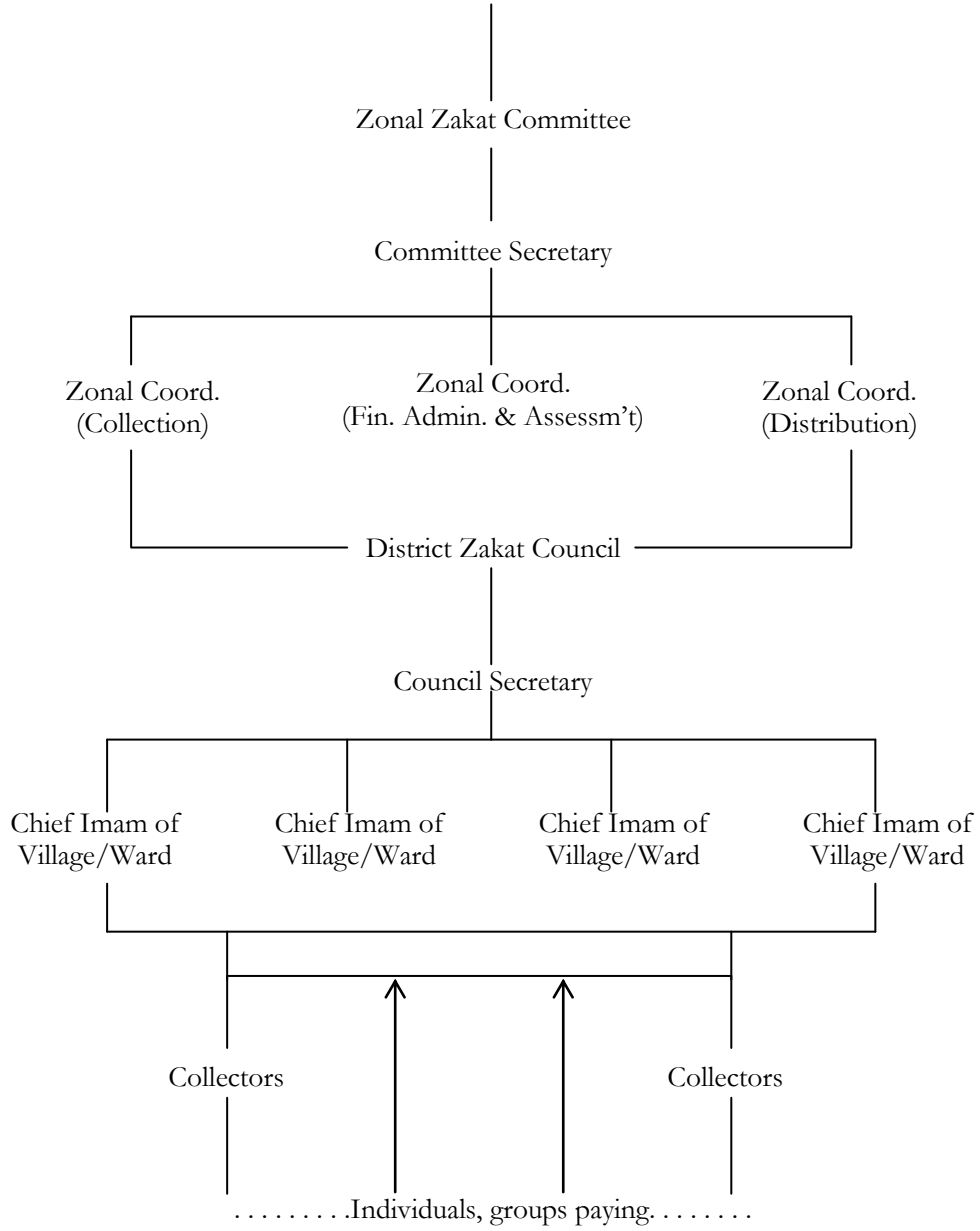 Zonal Zakat Committee
Committee Secretary
Zonal Coord.
(Collection)
Zonal Coord.
(Fin. Admin. & Assessm't)
Zonal Coord.
(Distribution)
District Zakat Council
Council Secretary
Chief Imam of
Village/Ward
Chief Imam of
Village/Ward
Chief Imam of
Village/Ward
Chief Imam of
Village/Ward
Collectors
Collectors
. . . . . . . . .Individuals, groups paying. . . . . . . .